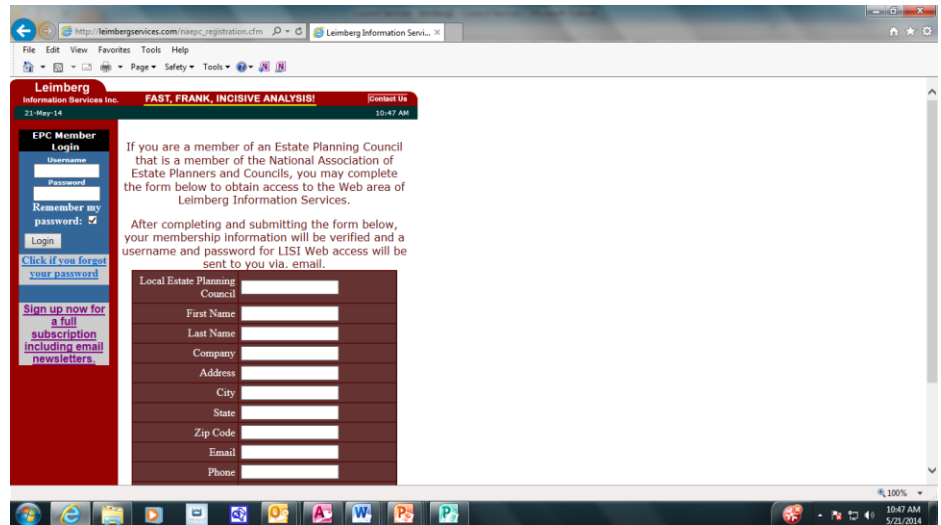 http://leimbergservices.com/naepc_registration.cfm
Leimberg Information Servi...
File Edit View Favorites Tools Help
Page Safety Tools
Leimberg
Information Services Inc.
FAST, FRANK, INCISIVE ANALYSIS!
Contact Us
21-May-14
10:47 AM
EPC Member
Login
Username
Password
Remember my
password:
Login
Click if you forgot
your password
Sign up now for
a full
subscription
including email
newsletters.
If you are a member of an Estate Planning Council
that is a member of the National Association of
Estate Planners and Councils, you may complete
the form below to obtain access to the Web area of
Leimberg Information Services.
After completing and submitting the form below,
your membership information will be verified and a
username and password for LISI Web access will be
sent to you via. email.
Local Estate Planning
Council
First Name
Last Name
Company
Address
City
State
Zip Code
Email
Phone
100%
10:47 AM
5/21/2014